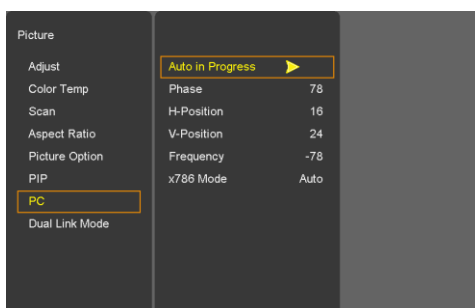 Picture
Adjust
Color Temp
Scan
Aspect Ratio
Picture Option
PIP
PC
Dual Link Mode
Auto in Progress
Phase 78
H-Position 16
V-Position 24
Frequency -78
x786 Mode Auto